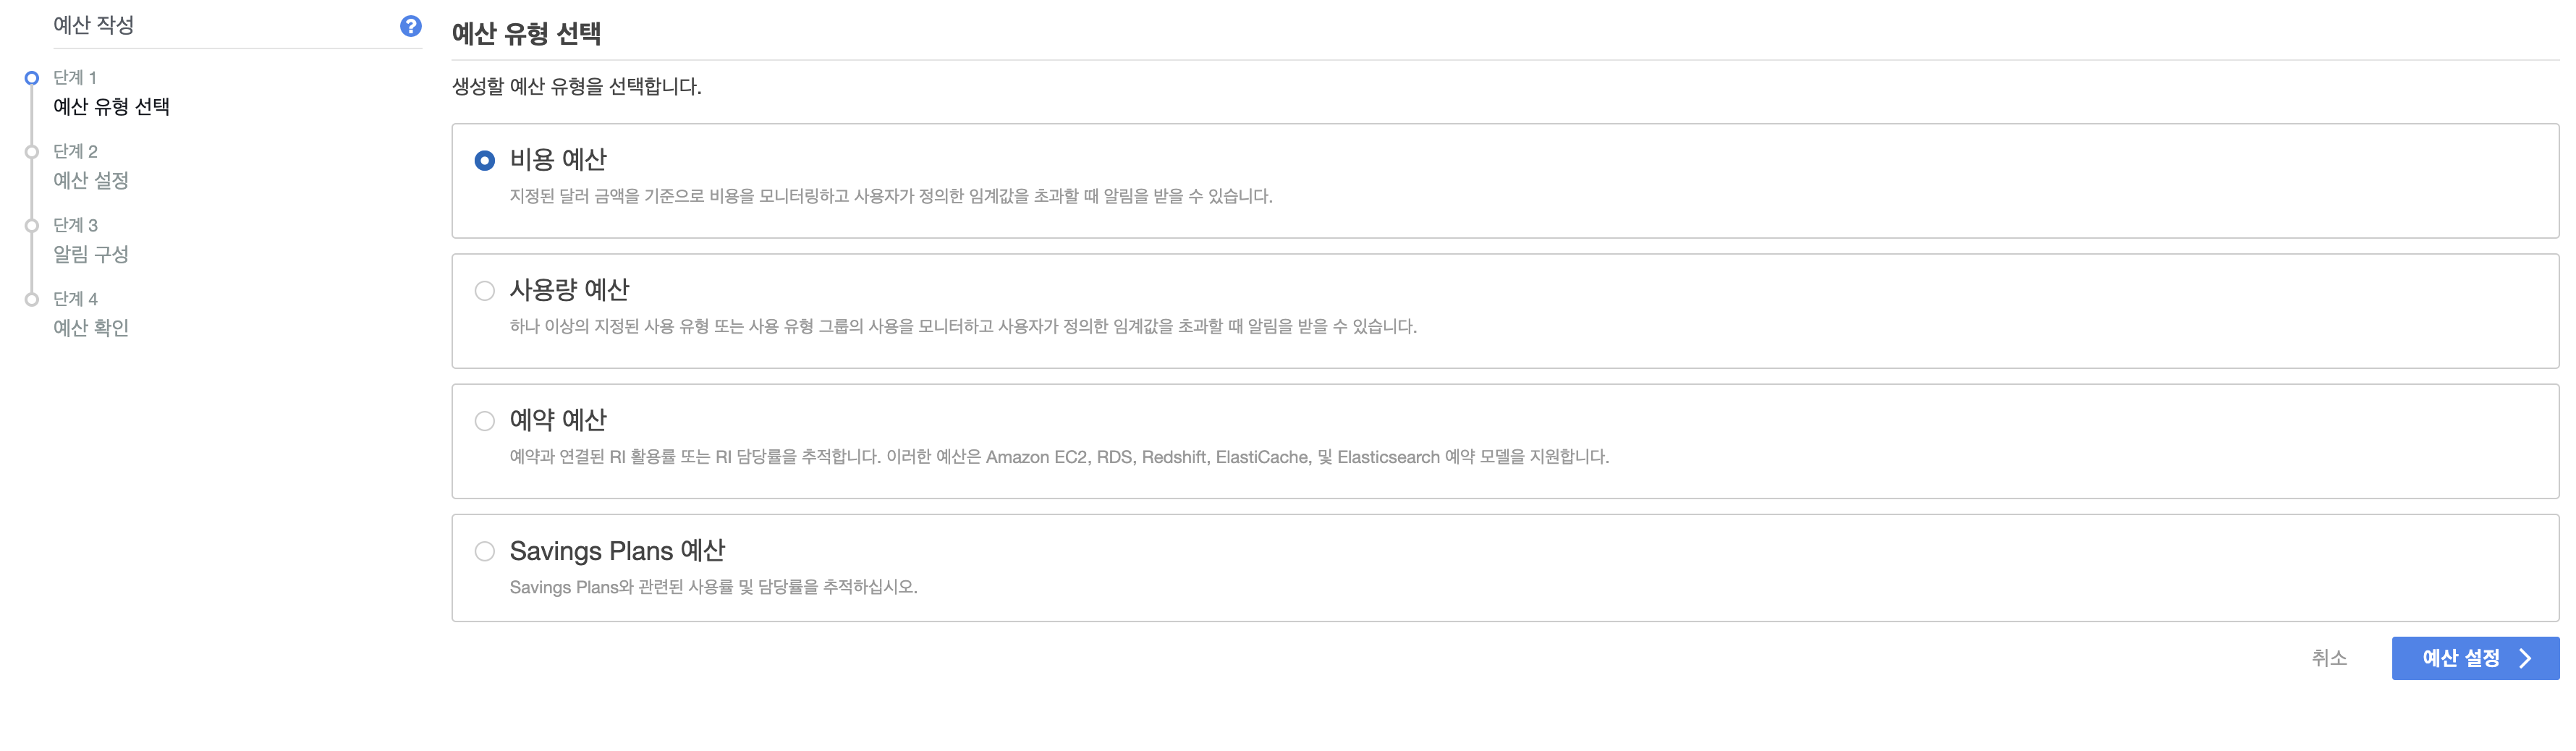 예산 작성
단계 1
예산 유형 선택
단계 2
예산 설정
단계 3
알림 구성
단계 4
예산 확인
예산 유형 선택
생성할 예산 유형을 선택합니다.
비용 예산
지정된 달러 금액을 기준으로 비용을 모니터링하고 사용자가 정의한 임계값을 초과할 때 알림을 받을 수 있습니다.
사용량 예산
하나 이상의 지정된 사용 유형 또는 사용 유형 그룹의 사용을 모니터하고 사용자가 정의한 임계값을 초과할 때 알림을 받을 수 있습니다.
예약 예산
예약과 연결된 RI 활용률 또는 RI 담당률을 추적합니다. 이러한 예산은 Amazon EC2, RDS, Redshift, ElastiCache, 및 Elasticsearch 예약 모델을 지원합니다.
Savings Plans 예산
Savings Plans와 관련된 사용률 및 담당률을 추적하십시오.
취소
예산 설정